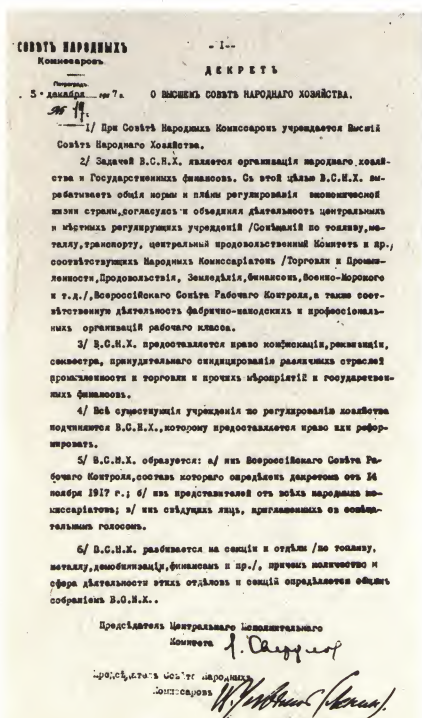 СОВѢТЪ НАРОДНЫХЪ
Комиссаровъ.
Петроградъ.
5 декабря 1917 г.
№ 19.
- I -
ДЕКРЕТЪ
О ВЫСШЕМЪ СОВѢТѢ НАРОДНАГО ХОЗЯЙСТВА.
1/ При Совѣтѣ Народныхъ Комиссаровъ учреждается Высшій
Совѣтъ Народнаго Хозяйства.
2/ Задачей В.С.Н.Х. является организація народнаго хозяйс-
тва и Государственныхъ финансовъ. Съ этой цѣлью В.С.Н.Х. вы-
рабатываетъ общія нормы и планы регулированія экономической
жизни страны, согласуетъ и объединяя дѣятельность центральныхъ
и мѣстныхъ регулирующихъ учрежденій /Совѣщаній по топливу, ме-
таллу, транспорту, центральный продовольственный Комитетъ и пр./
соотвѣтствующихъ Народныхъ Комиссаріатовъ /Торговли и Промыш-
ленности, Продовольствія, Земледѣлія, Финансовъ, Военно-Морского
и т.д./, Всероссійскаго Совѣта Рабочаго Контроля, а также соот-
вѣтственную дѣятельность фабрично-заводскихъ и профессіональ-
ныхъ организацій рабочаго класса.
3/ В.С.Н.Х. предоставляется право конфискаціи, реквизиціи,
секвестра, принудительнаго синдицированія различныхъ отраслей
промышленности и торговли и прочихъ мѣропріятій и государствен-
ныхъ финансовъ.
4/ Всѣ существующія учрежденія по регулированію хозяйства
подчиняются В.С.Н.Х., которому предоставляется право ихъ рефор-
мировать.
5/ В.С.Н.Х. образуется: а/ изъ Всероссійскаго Совѣта Ра-
бочаго Контроля, составъ котораго опредѣленъ декретомъ отъ 14
ноября 1917 г.; б/ изъ представителей отъ всѣхъ народныхъ ко-
миссаріатовъ; в/ изъ свѣдущихъ лицъ, приглашенныхъ съ совѣща-
тельнымъ голосомъ.
6/ В.С.Н.Х. разбивается на секціи и отдѣлы /по топливу,
металлу, демобилизаціи, финансамъ и пр./, причемъ количество и
сфера дѣятельности этихъ отдѣловъ и секцій опредѣляется общимъ
собраніемъ В.С.Н.Х..
Предсѣдатель Центральнаго Исполнительнаго
Комитета Я. Свердлов
Предсѣдатель Совѣта Народныхъ
Комиссаровъ В. Ульянов (Ленин).